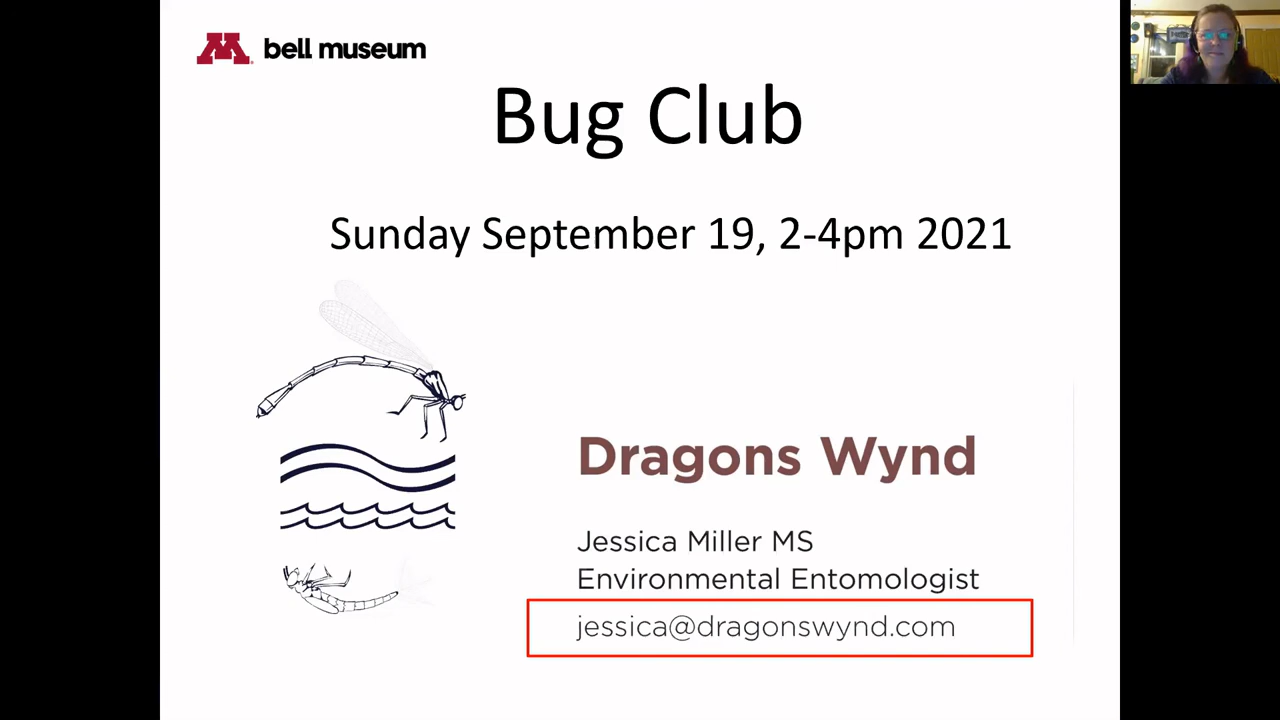 bell museum
Bug Club
Sunday September 19, 2-4pm 2021
Dragons Wynd
Jessica Miller MS
Environmental Entomologist
jessica@dragonswynd.com